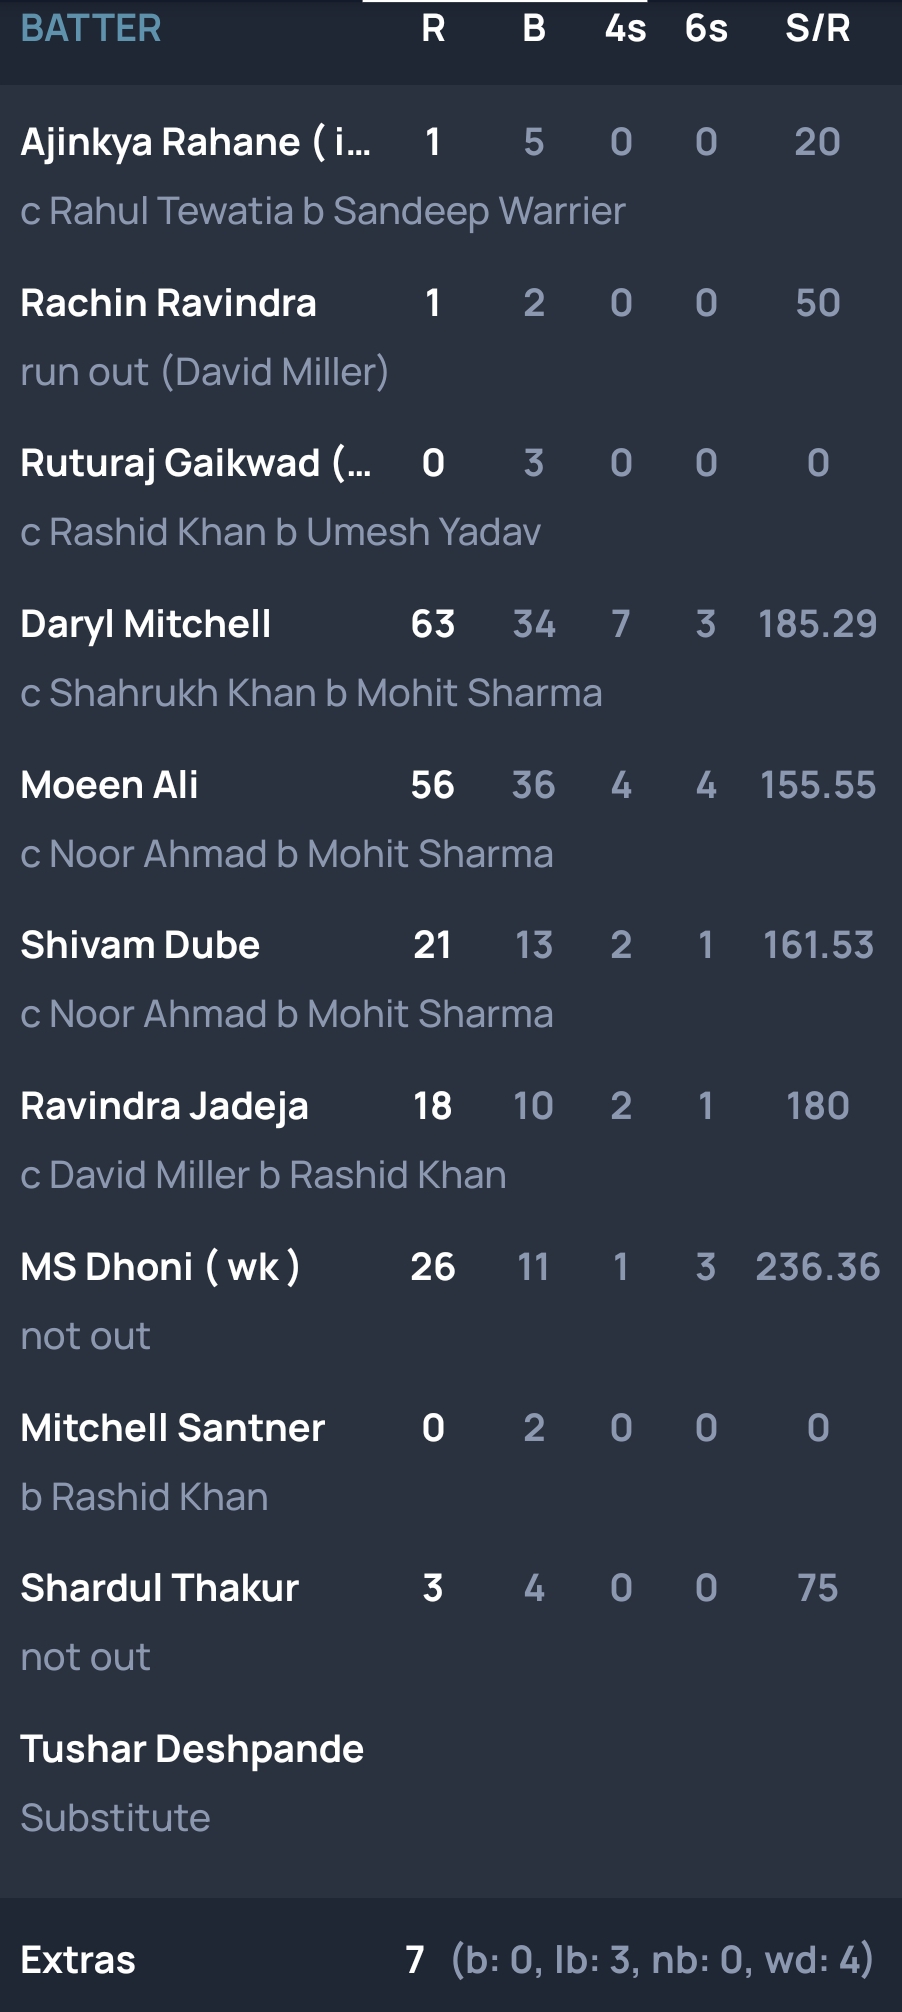 BATTER R B 4s 6s S/R
Ajinkya Rahane ( i... 1 5 0 0 20
c Rahul Tewatia b Sandeep Warrier
Rachin Ravindra 1 2 0 0 50
run out (David Miller)
Ruturaj Gaikwad (... 0 3 0 0 0
c Rashid Khan b Umesh Yadav
Daryl Mitchell 63 34 7 3 185.29
c Shahrukh Khan b Mohit Sharma
Moeen Ali 56 36 4 4 155.55
c Noor Ahmad b Mohit Sharma
Shivam Dube 21 13 2 1 161.53
c Noor Ahmad b Mohit Sharma
Ravindra Jadeja 18 10 2 1 180
c David Miller b Rashid Khan
MS Dhoni ( wk ) 26 11 1 3 236.36
not out
Mitchell Santner 0 2 0 0 0
b Rashid Khan
Shardul Thakur 3 4 0 0 75
not out
Tushar Deshpande
Substitute
Extras 7 (b: 0, lb: 3, nb: 0, wd: 4)